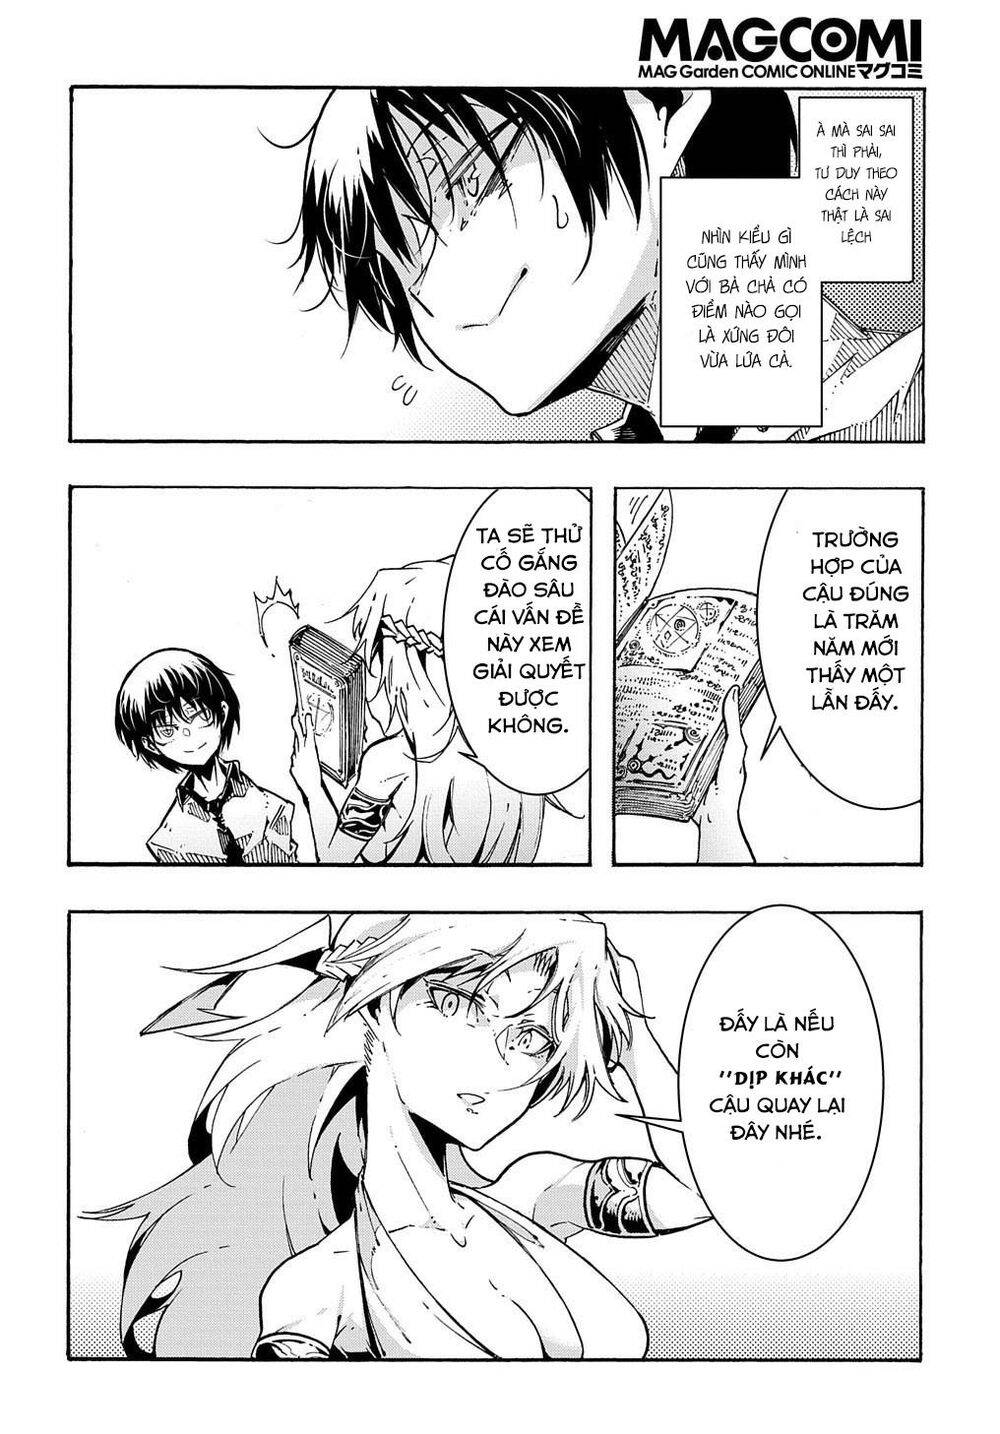 MAGCOMI
MAG Garden COMIC ONLINE マグコミ
À MÀ SAI SAI
THÌ PHẢI,
TƯ DUY THEO
CÁCH NÀY
THẬT LÀ SAI
LỆCH
NHÌN KIỂU GÌ
CŨNG THẤY MÌNH
VỚI BẢ CHẢ CÓ
ĐIỂM NÀO GỌI
LÀ XỨNG ĐÔI
VỪA LỨA CẢ.
TRƯỜNG
HỢP CỦA
CẬU ĐÚNG
LÀ TRĂM
NĂM MỚI
THẤY MỘT
LẦN ĐẤY.
TA SẼ THỬ
CỐ GẮNG
ĐÀO SÂU
CÁI VẤN ĐỀ
NÀY XEM
GIẢI QUYẾT
ĐƯỢC
KHÔNG.
ĐẤY LÀ NẾU
CÒN
"DỊP KHÁC"
CẬU QUAY LẠI
ĐÂY NHÉ.